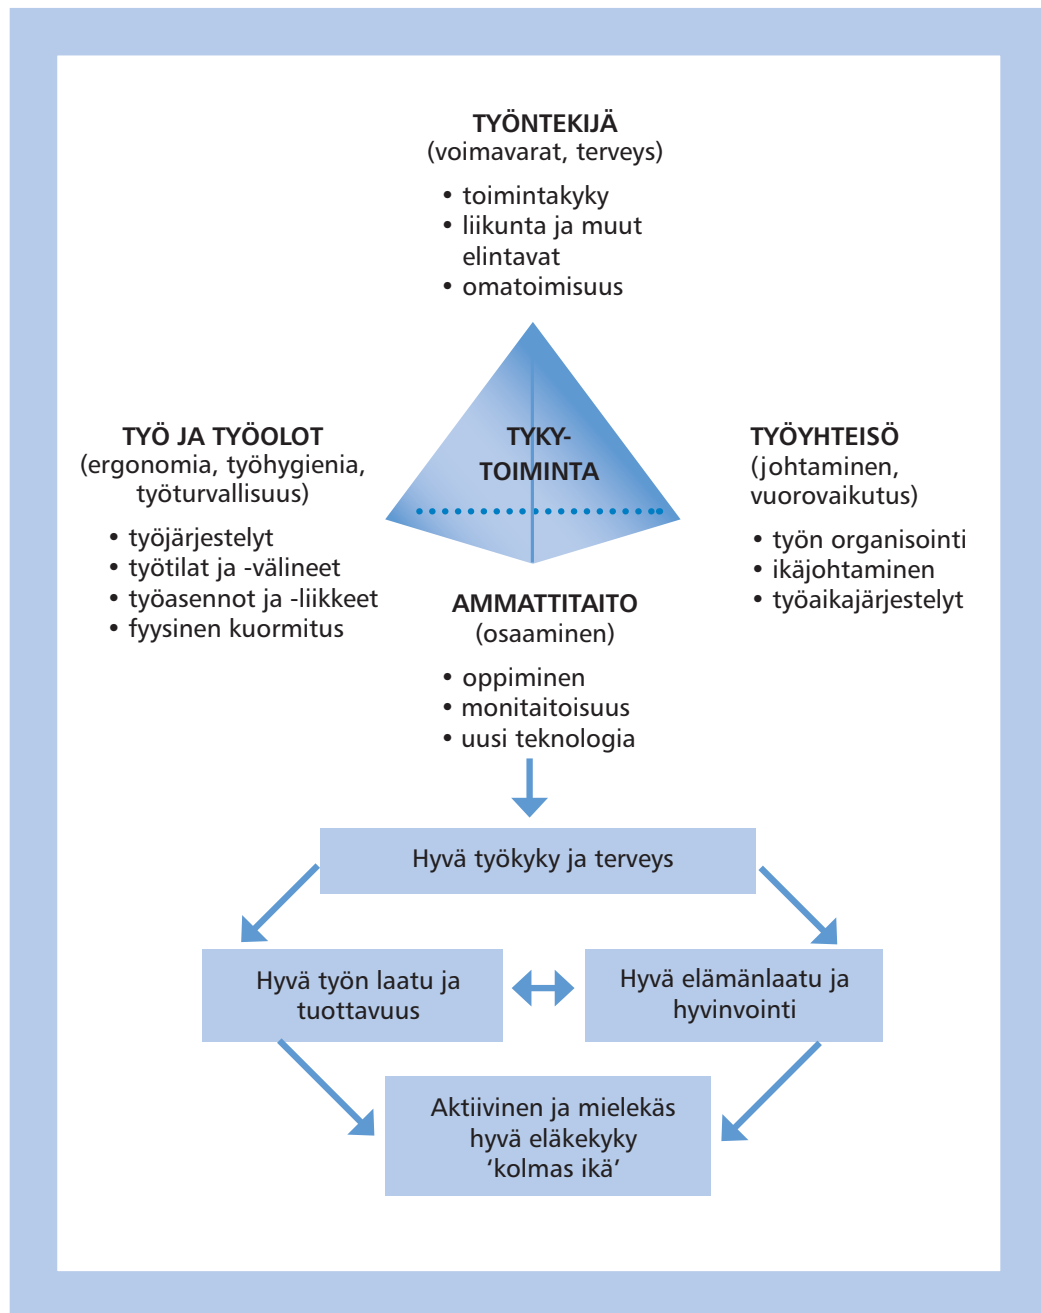 TYÖNTEKIJÄ
(voimavarat, terveys)
• toimintakyky
• liikunta ja muut
elintavat
• omatoimisuus
TYÖ JA TYÖOLOT
(ergonomia, työhygienia,
työturvallisuus)
• työjärjestelyt
• työtilat ja -välineet
• työasennot ja -liikkeet
• fyysinen kuormitus
TYKY-
TOIMINTA
TYÖYHTEISÖ
(johtaminen,
vuorovaikutus)
• työn organisointi
• ikäjohtaminen
• työaikajärjestelyt
AMMATTITAITO
(osaaminen)
• oppiminen
• monitaitoisuus
• uusi teknologia
Hyvä työkyky ja terveys
Hyvä työn laatu ja
tuottavuus
Hyvä elämänlaatu ja
hyvinvointi
Aktiivinen ja mielekäs
hyvä eläkekyky
‘kolmas ikä’